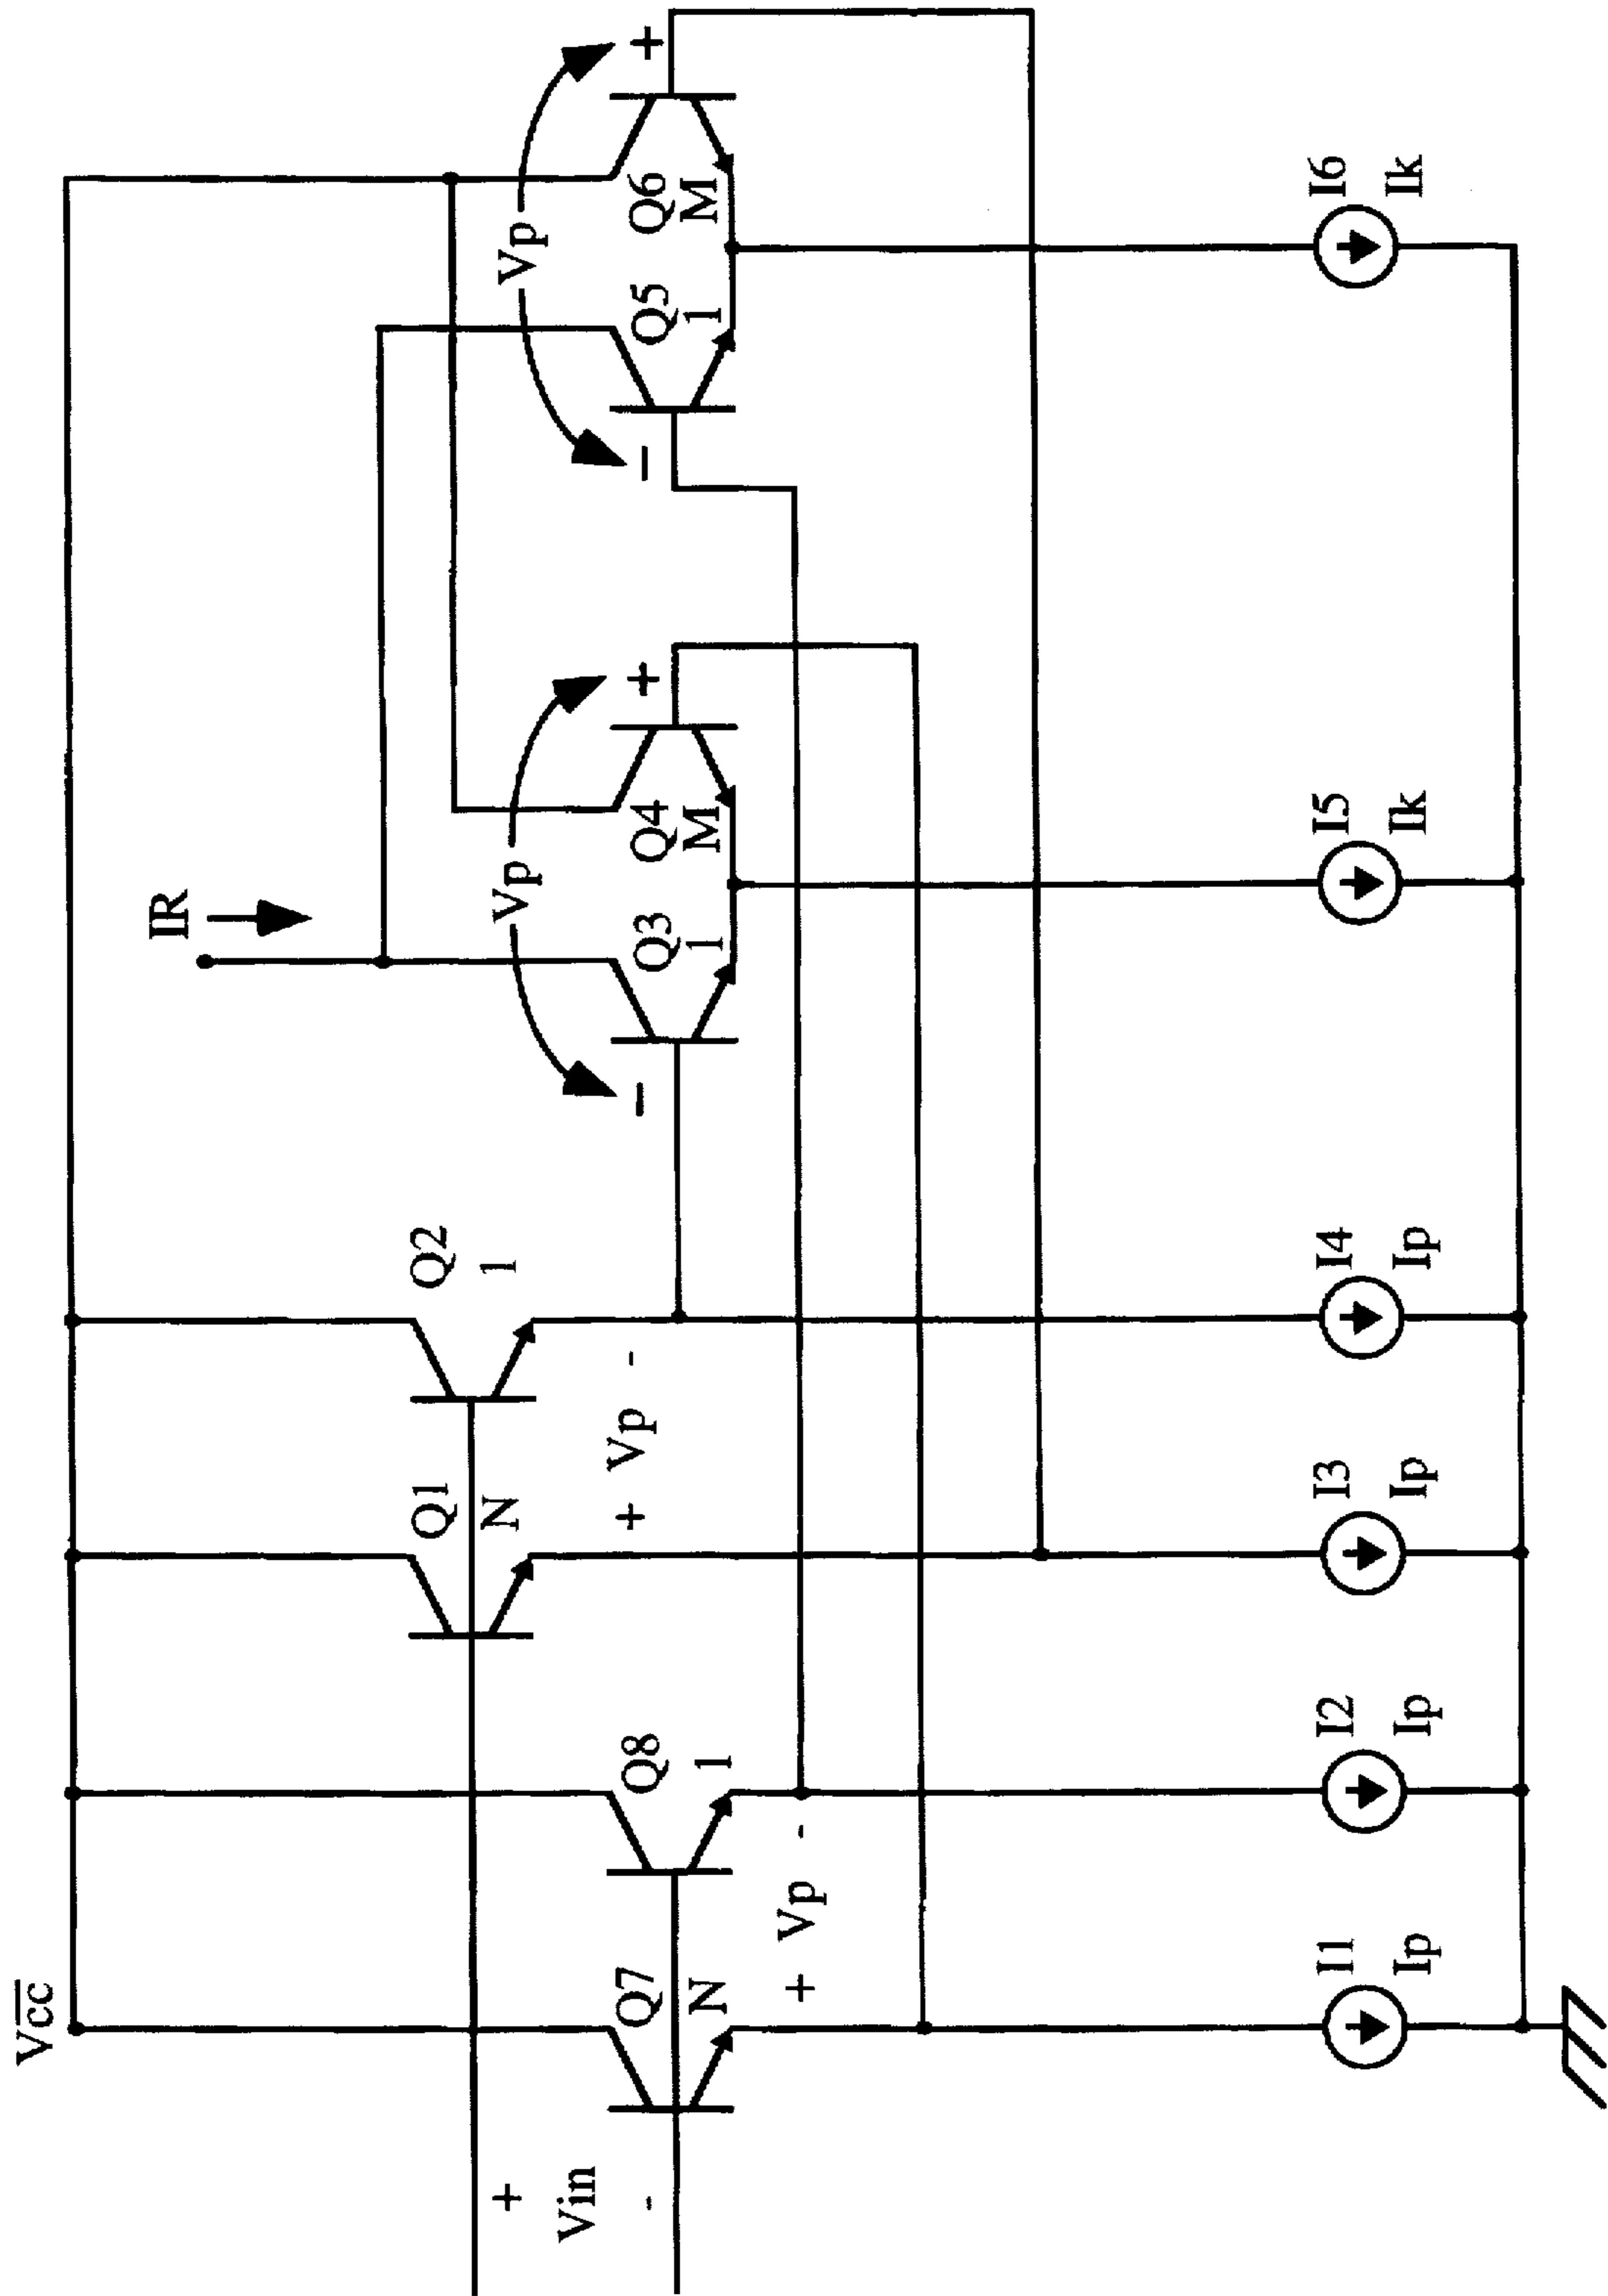 Vcc
IR
Vp
Vp
+
Vin
-
Q7
N
Q8
1
+ Vp -
Q1
N
Q2
1
+ Vp -
-
Q3
1
Q4
M
+
-
Q5
1
Q6
M
+
I1
Ip
I2
Ip
I3
Ip
I4
Ip
I5
Ik
I6
Ik